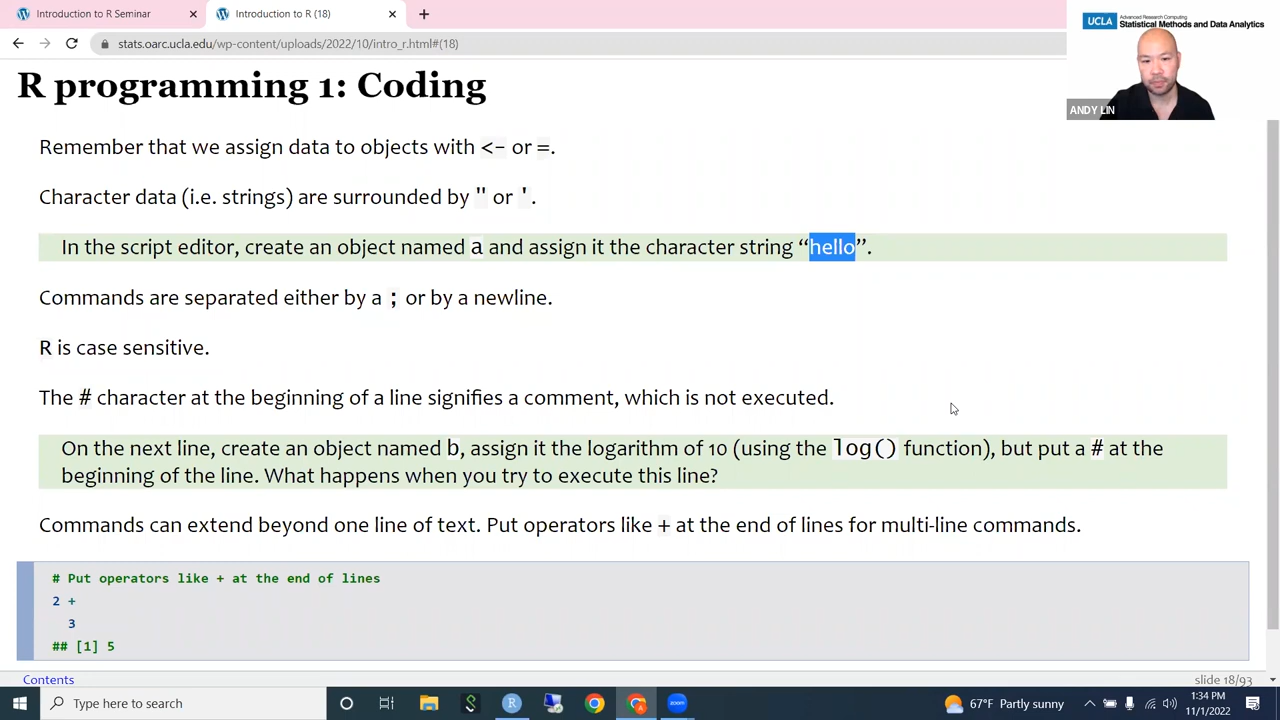 Introduction to R Seminar
Introduction to R (18)
stats.oarc.ucla.edu/wp-content/uploads/2022/10/intro_r.html#(18)
UCLA
Advanced Research Computing
Statistical Methods and Data Analytics
ANDY LIN
R programming 1: Coding
Remember that we assign data to objects with <- or =.
Character data (i.e. strings) are surrounded by " or '.
In the script editor, create an object named a and assign it the character string “hello”.
Commands are separated either by a ; or by a newline.
R is case sensitive.
The # character at the beginning of a line signifies a comment, which is not executed.
On the next line, create an object named b, assign it the logarithm of 10 (using the log() function), but put a # at the
beginning of the line. What happens when you try to execute this line?
Commands can extend beyond one line of text. Put operators like + at the end of lines for multi-line commands.
# Put operators like + at the end of lines
2 +
3
## [1] 5
Contents
slide 18/93
Type here to search
R
zoom
67°F Partly sunny
1:34 PM
11/1/2022